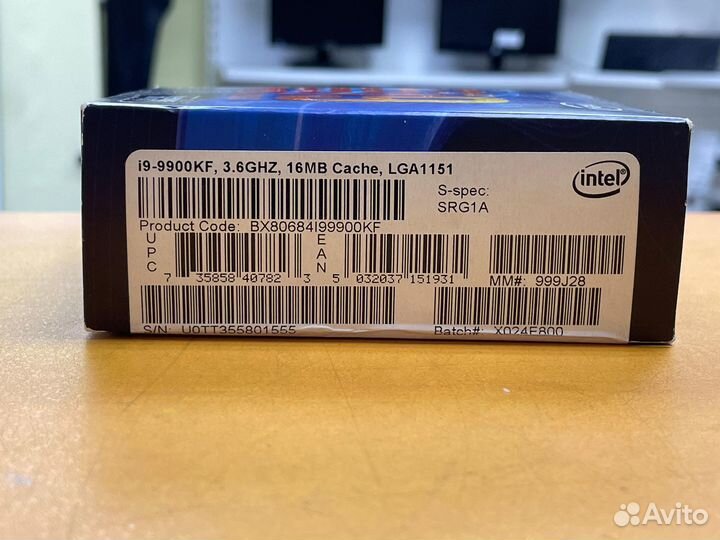 i9-9900KF, 3.6GHZ, 16MB Cache, LGA1151
intel
S-spec:
SRG1A
Product Code: BX80684I99900KF
UPC
7 35858 40782 3
EAN
5 032037 151931
MM#: 999J28
S/N: U0TT355801555
Batch#: X024E800
Avito